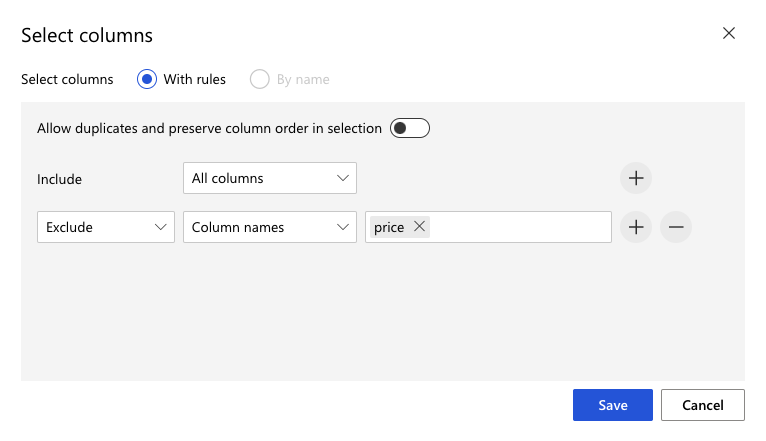 Select columns
Select columns With rules By name
Allow duplicates and preserve column order in selection
Include All columns
Exclude Column names price
Save Cancel